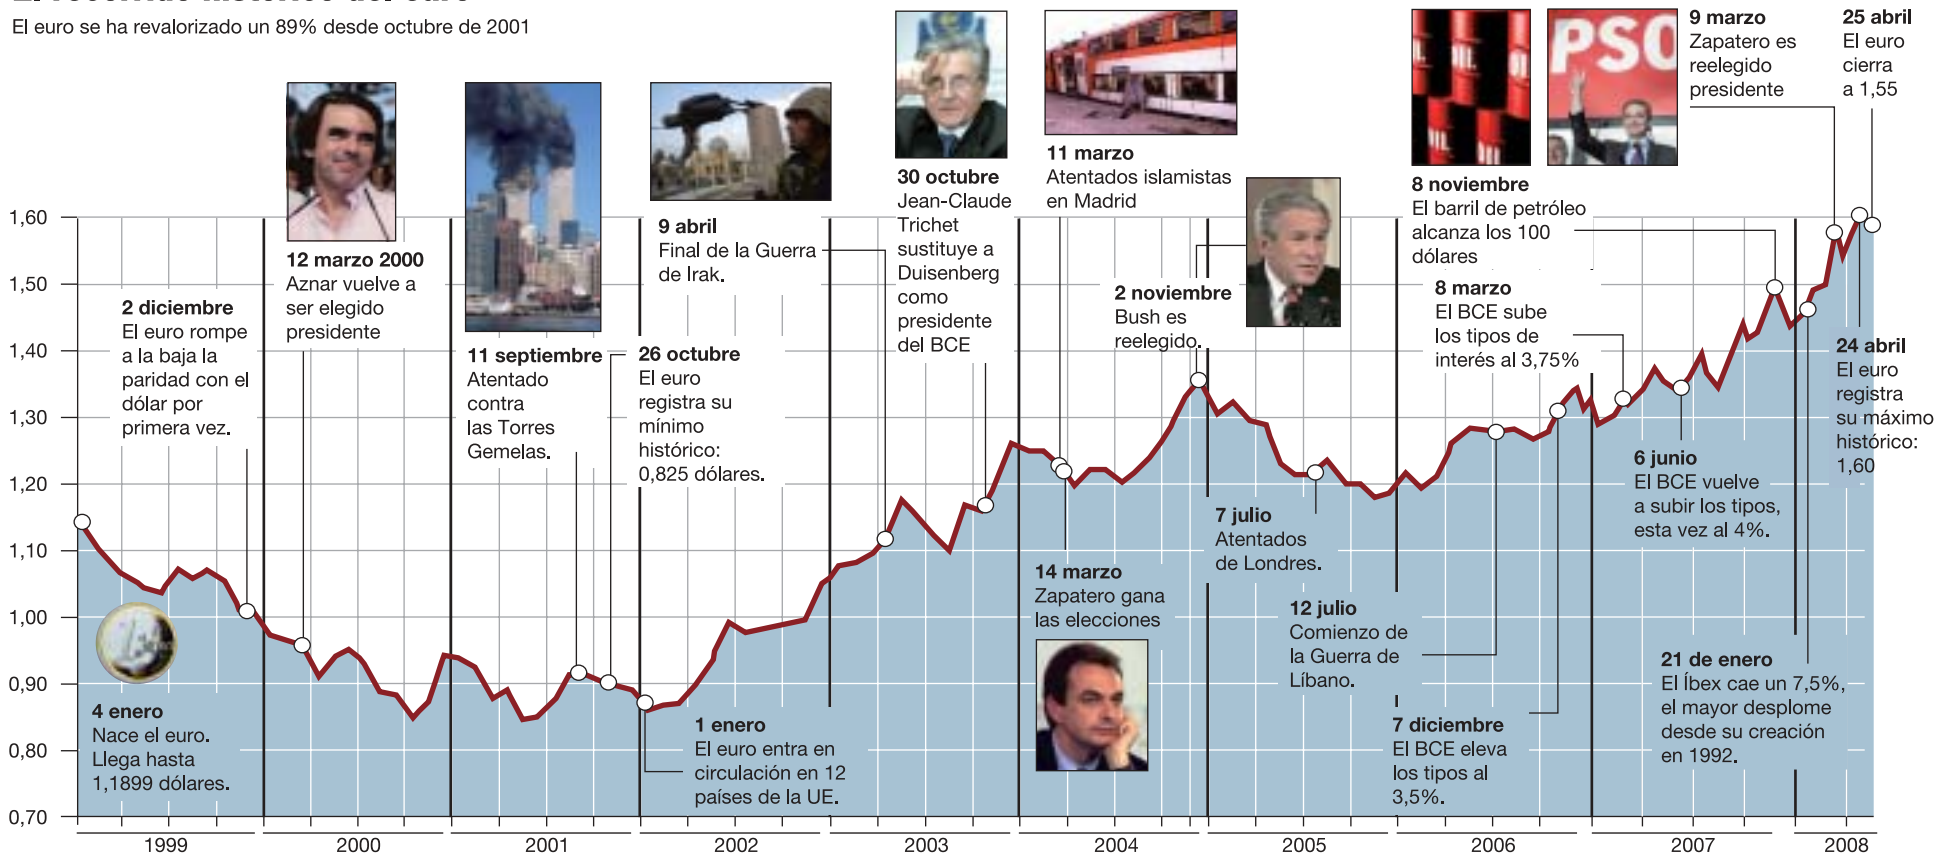 El recorrido histórico del euro
El euro se ha revalorizado un 89% desde octubre de 2001
1,60
1,50
1,40
1,30
1,20
1,10
1,00
0,90
0,80
0,70
4 enero
Nace el euro.
Llega hasta
1,1899 dólares.
2 diciembre
El euro rompe
a la baja la
paridad con el
dólar por
primera vez.
12 marzo 2000
Aznar vuelve a
ser elegido
presidente
11 septiembre
Atentado
contra
las Torres
Gemelas.
26 octubre
El euro
registra su
mínimo
histórico:
0,825 dólares.
1 enero
El euro entra en
circulación en 12
países de la UE.
9 abril
Final de la Guerra
de Irak.
30 octubre
Jean-Claude
Trichet
sustituye a
Duisenberg
como
presidente
del BCE
11 marzo
Atentados islamistas
en Madrid
14 marzo
Zapatero gana
las elecciones
2 noviembre
Bush es
reelegido.
7 julio
Atentados
de Londres.
12 julio
Comienzo de
la Guerra de
Líbano.
7 diciembre
El BCE eleva
los tipos al
3,5%.
8 marzo
El BCE sube
los tipos de
interés al 3,75%
6 junio
El BCE vuelve
a subir los tipos,
esta vez al 4%.
OIL
OIL
8 noviembre
El barril de petróleo
alcanza los 100
dólares
21 de enero
El Íbex cae un 7,5%,
el mayor desplome
desde su creación
en 1992.
PSO
9 marzo
Zapatero es
reelegido
presidente
24 abril
El euro
registra
su máximo
histórico:
1,60
25 abril
El euro
cierra
a 1,55
1999
2000
2001
2002
2003
2004
2005
2006
2007
2008